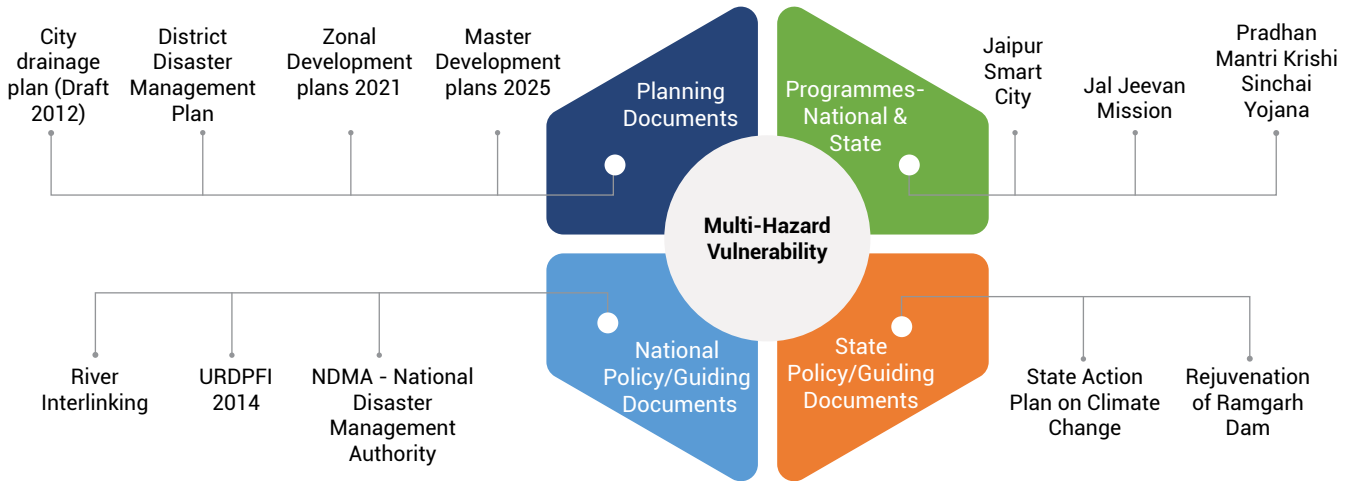 City
drainage
plan (Draft
2012)
District
Disaster
Management
Plan
Zonal
Development
plans 2021
Master
Development
plans 2025
Planning
Documents
Programmes-
National &
State
Jaipur
Smart
City
Jal Jeevan
Mission
Pradhan
Mantri Krishi
Sinchai
Yojana
Multi-Hazard
Vulnerability
River
Interlinking
URDPFI
2014
NDMA - National
Disaster
Management
Authority
National
Policy/Guiding
Documents
State
Policy/Guiding
Documents
State Action
Plan on Climate
Change
Rejuvenation
of Ramgarh
Dam